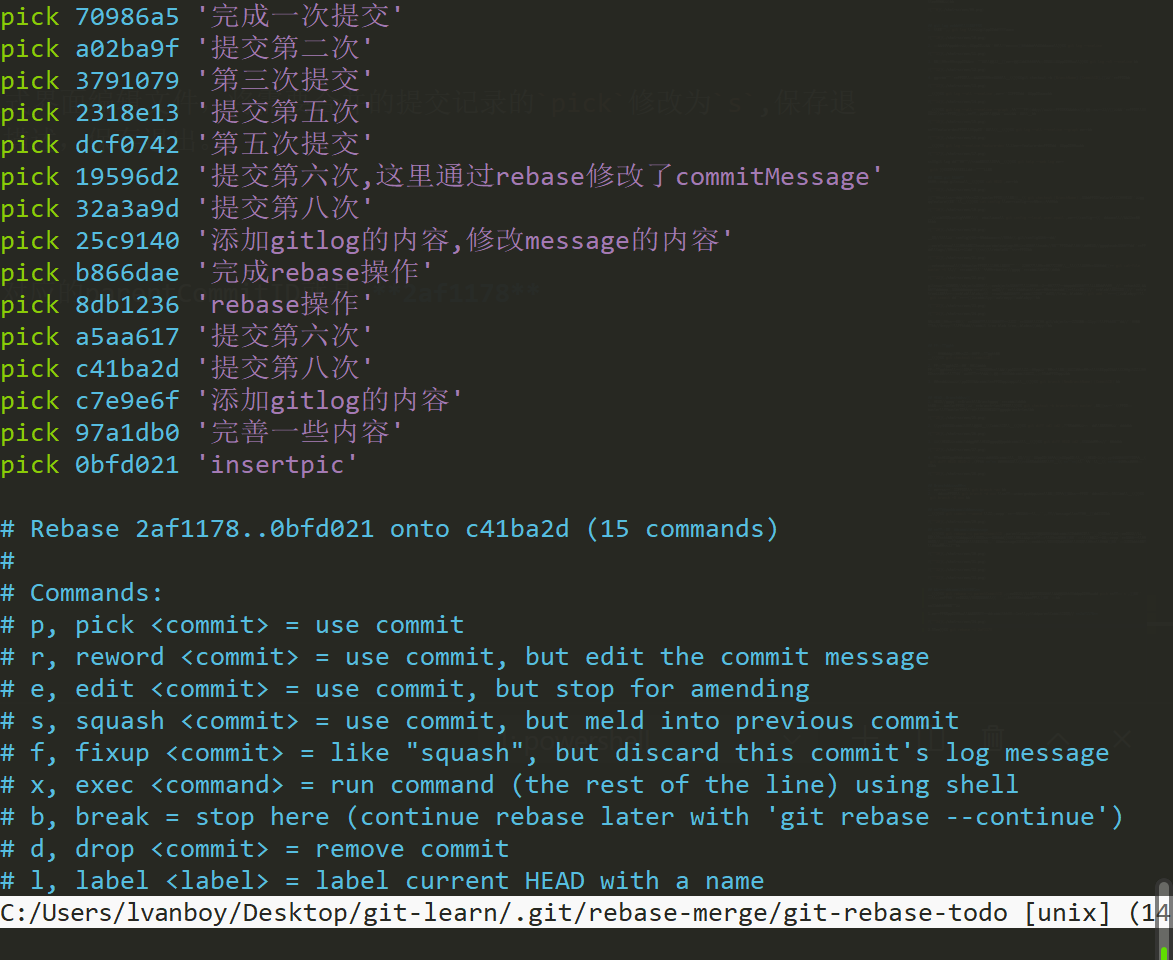 pick 70986a5 '完成一次提交'
pick a02ba9f '提交第二次'
pick 3791079 '第三次提交'
pick 2318e13 '提交第五次'
pick dcf0742 '第五次提交'
pick 19596d2 '提交第六次,这里通过rebase修改了commitMessage'
pick 32a3a9d '提交第八次'
pick 25c9140 '添加gitlog的内容,修改message的内容'
pick b866dae '完成rebase操作'
pick 8db1236 'rebase操作'
pick a5aa617 '提交第六次'
pick c41ba2d '提交第八次'
pick c7e9e6f '添加gitlog的内容'
pick 97a1db0 '完善一些内容'
pick 0bfd021 'insertpic'
# Rebase 2af1178..0bfd021 onto c41ba2d (15 commands)
#
# Commands:
# p, pick <commit> = use commit
# r, reword <commit> = use commit, but edit the commit message
# e, edit <commit> = use commit, but stop for amending
# s, squash <commit> = use commit, but meld into previous commit
# f, fixup <commit> = like "squash", but discard this commit's log message
# x, exec <command> = run command (the rest of the line) using shell
# b, break = stop here (continue rebase later with 'git rebase --continue')
# d, drop <commit> = remove commit
# l, label <label> = label current HEAD with a name
C:/Users/lvanboy/Desktop/git-learn/.git/rebase-merge/git-rebase-todo [unix] (14